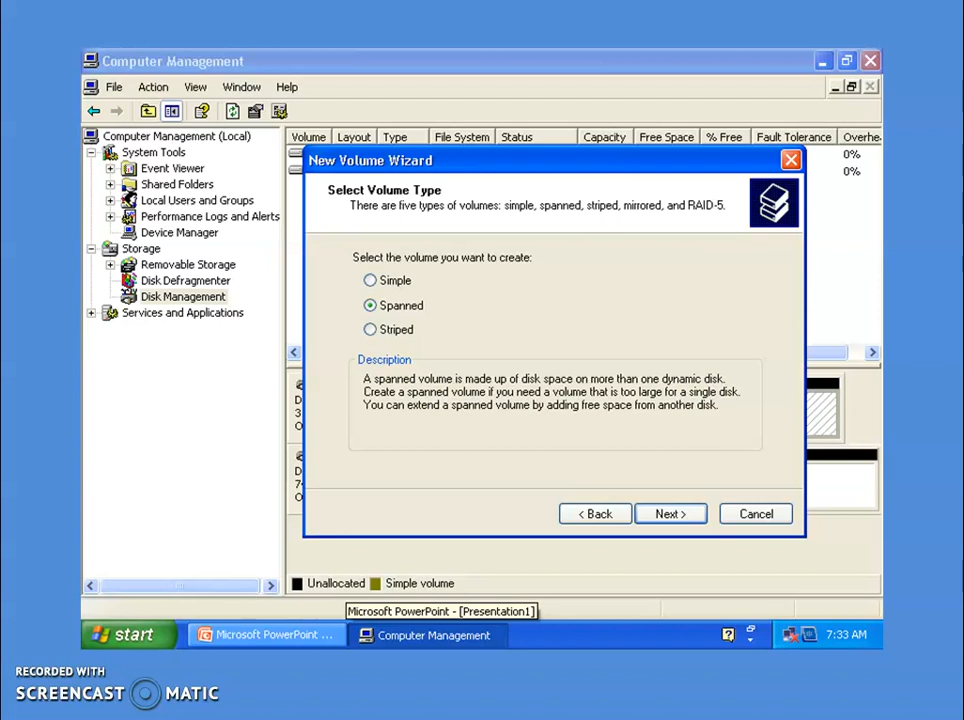 Computer Management
File Action View Window Help
Computer Management (Local)
System Tools
Event Viewer
Shared Folders
Local Users and Groups
Performance Logs and Alerts
Device Manager
Storage
Removable Storage
Disk Defragmenter
Disk Management
Services and Applications
Volume Layout Type File System Status Capacity Free Space % Free Fault Tolerance Overhe
0%
0%
New Volume Wizard
Select Volume Type
There are five types of volumes: simple, spanned, striped, mirrored, and RAID-5.
Select the volume you want to create:
Simple
Spanned
Striped
Description
A spanned volume is made up of disk space on more than one dynamic disk.
Create a spanned volume if you need a volume that is too large for a single disk.
You can extend a spanned volume by adding free space from another disk.
< Back Next > Cancel
D
3
O
D
7
O
Unallocated Simple volume
Microsoft PowerPoint - [Presentation1]
start Microsoft PowerPoint ... Computer Management 7:33 AM
RECORDED WITH
SCREENCAST MATIC